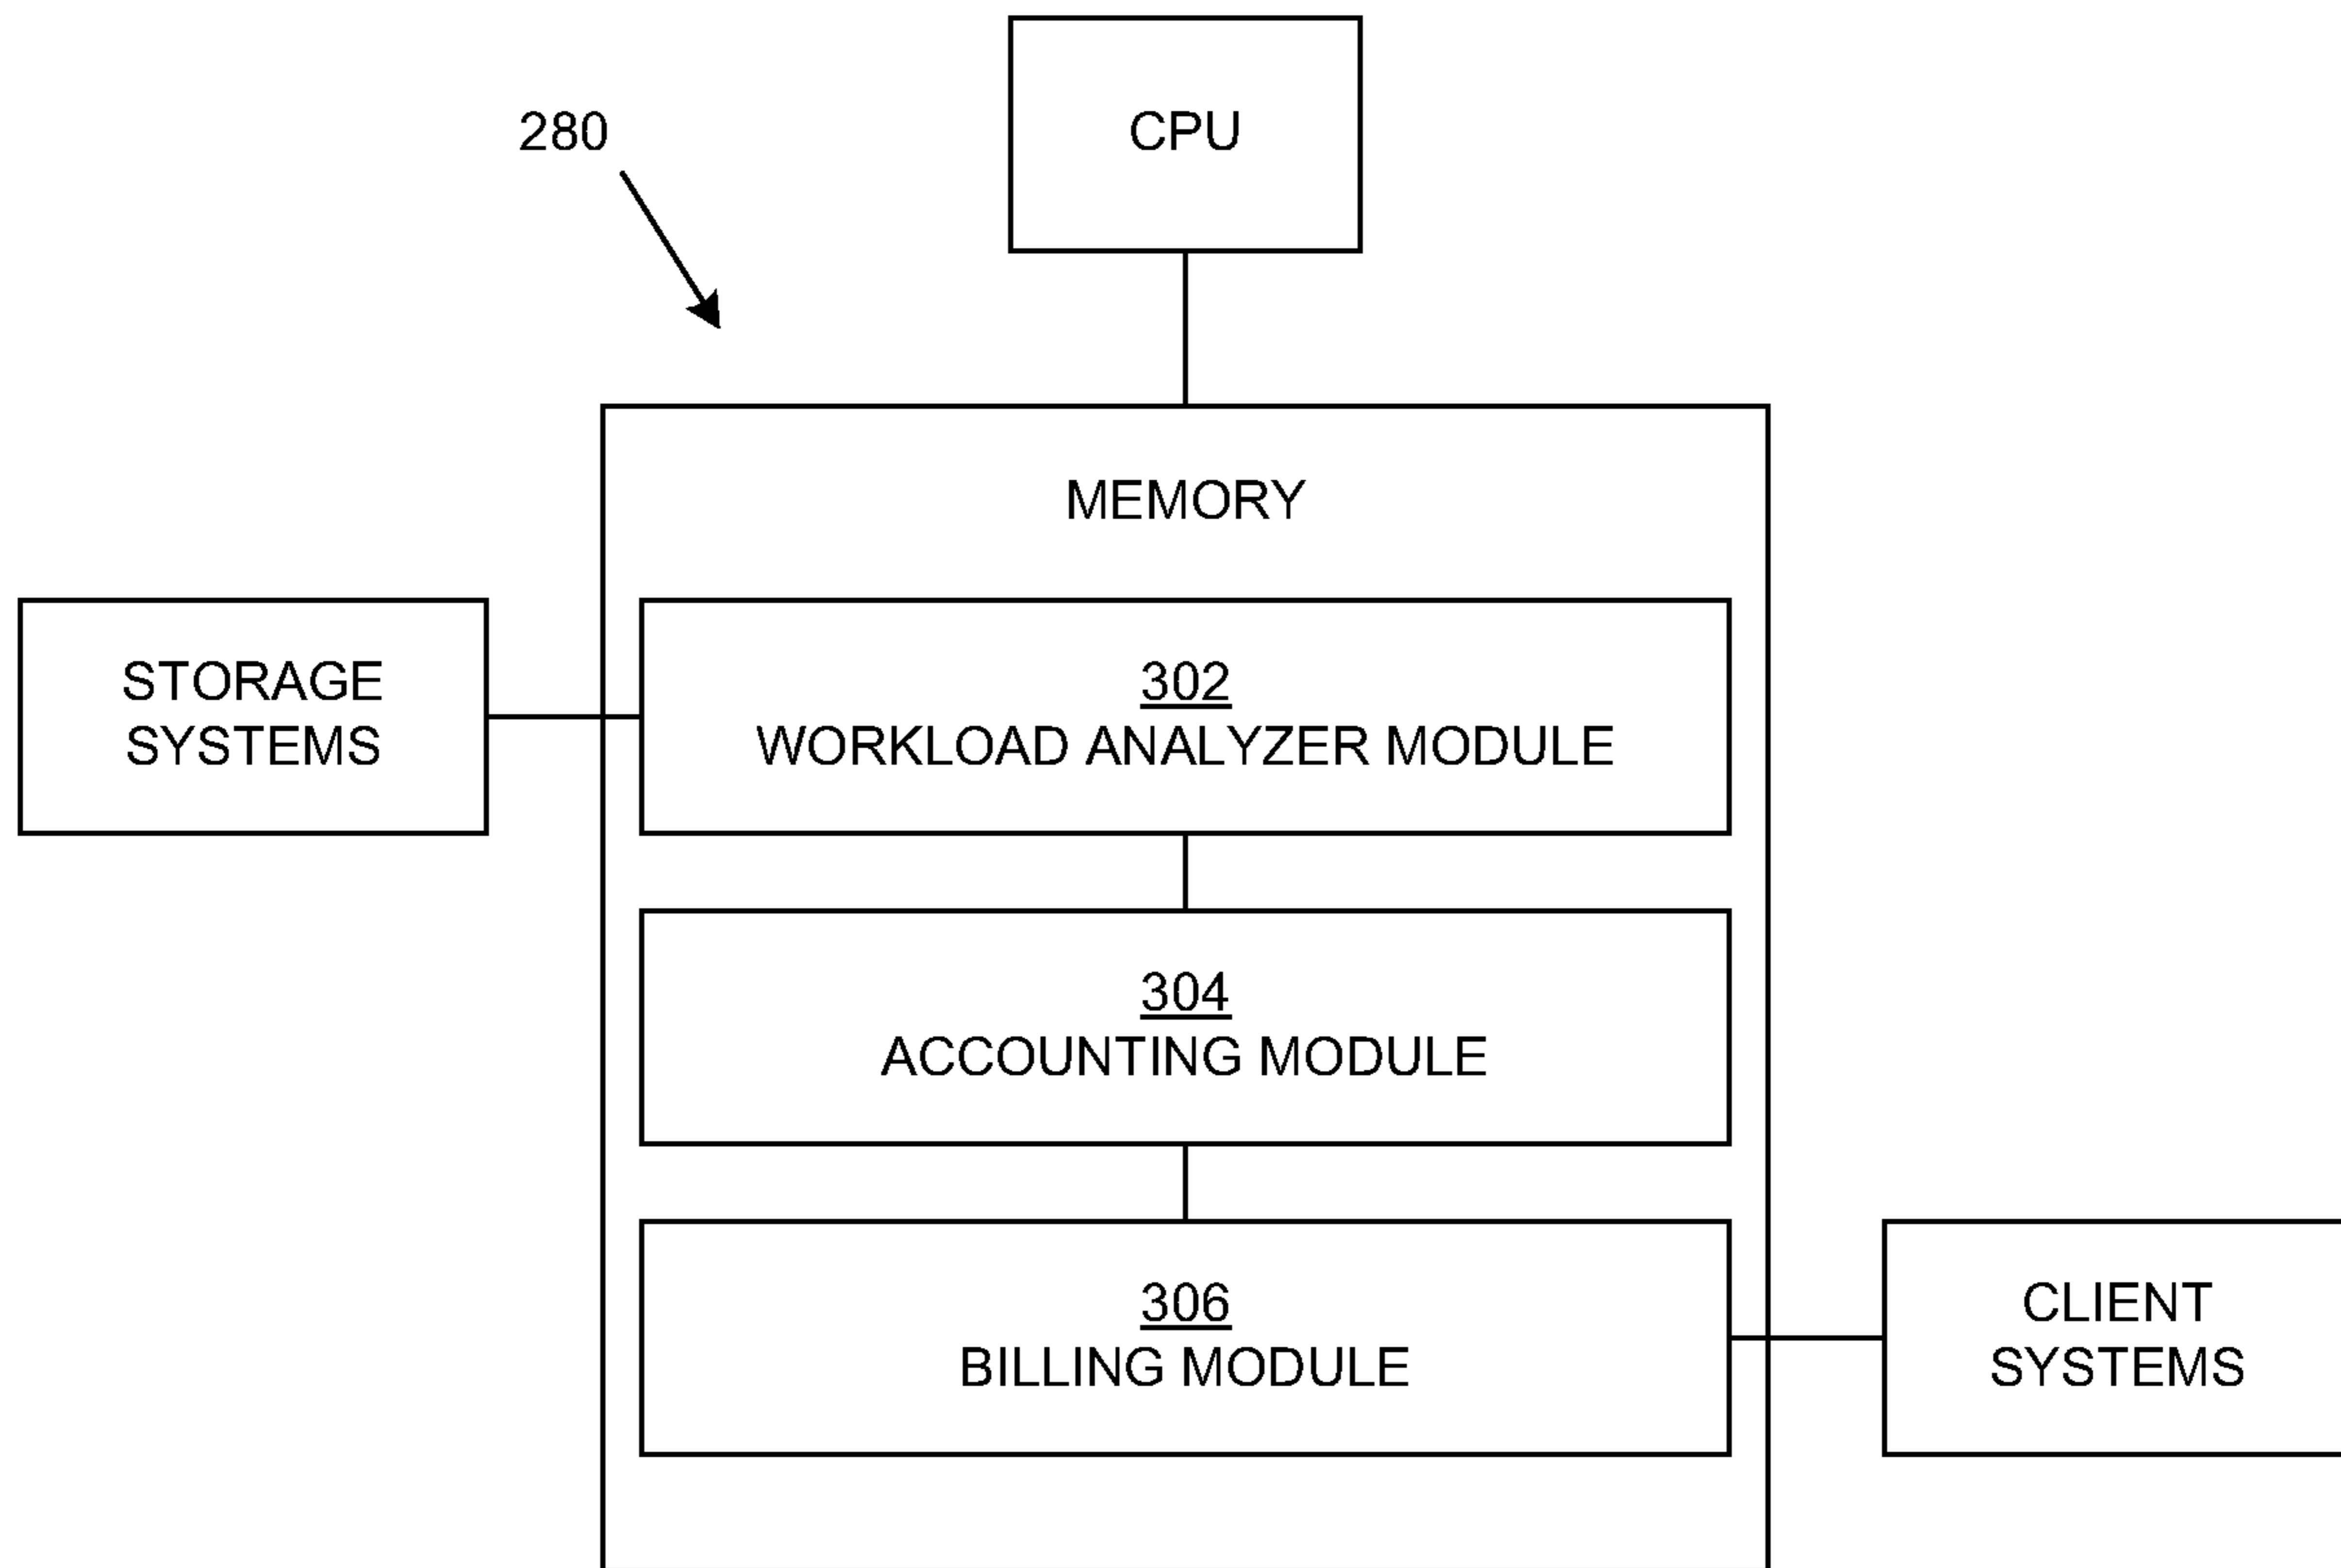 CPU
280
MEMORY
STORAGE
SYSTEMS
302
WORKLOAD ANALYZER MODULE
304
ACCOUNTING MODULE
306
BILLING MODULE
CLIENT
SYSTEMS